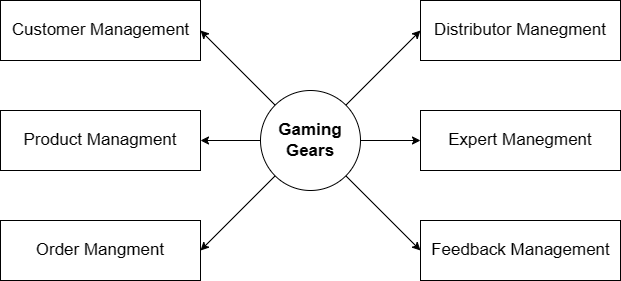 Customer Management
Distributor Manegment
Product Managment
Gaming
Gears
Expert Manegment
Order Mangment
Feedback Management